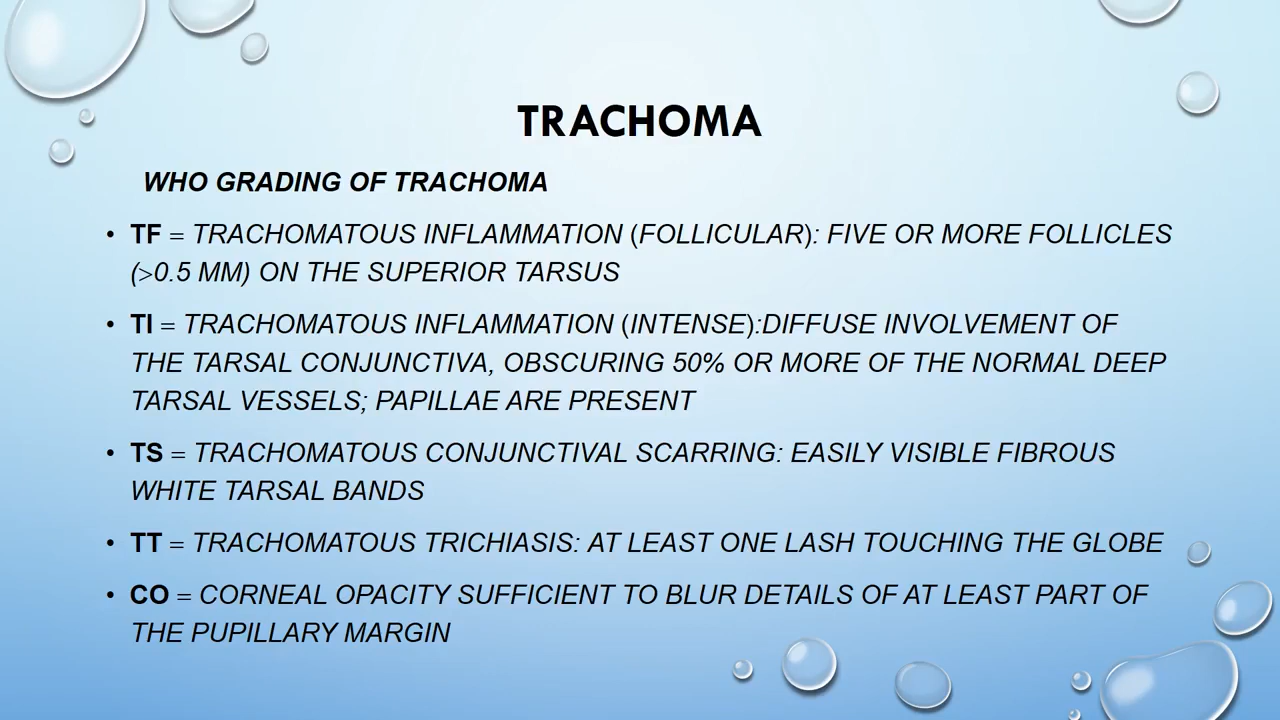 TRACHOMA
WHO GRADING OF TRACHOMA
• TF = TRACHOMATOUS INFLAMMATION (FOLLICULAR): FIVE OR MORE FOLLICLES
(>0.5 MM) ON THE SUPERIOR TARSUS
• TI = TRACHOMATOUS INFLAMMATION (INTENSE):DIFFUSE INVOLVEMENT OF
THE TARSAL CONJUNCTIVA, OBSCURING 50% OR MORE OF THE NORMAL DEEP
TARSAL VESSELS; PAPILLAE ARE PRESENT
• TS = TRACHOMATOUS CONJUNCTIVAL SCARRING: EASILY VISIBLE FIBROUS
WHITE TARSAL BANDS
• TT = TRACHOMATOUS TRICHIASIS: AT LEAST ONE LASH TOUCHING THE GLOBE
• CO = CORNEAL OPACITY SUFFICIENT TO BLUR DETAILS OF AT LEAST PART OF
THE PUPILLARY MARGIN